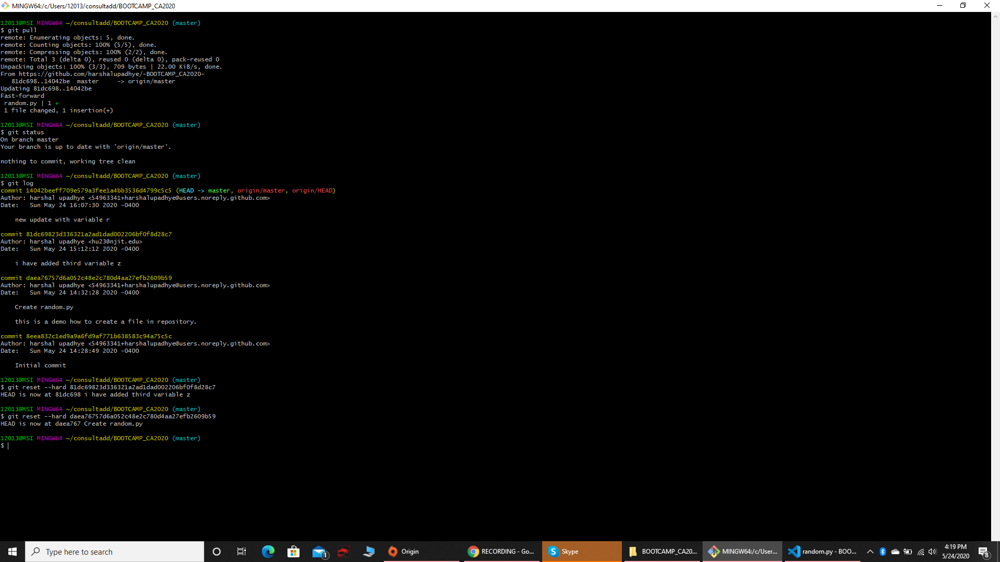 MINGW64:/c/Users/12013/consultadd/BOOTCAMP_CA2020
12013@MSI MINGW64 ~/consultadd/BOOTCAMP_CA2020 (master)
$ git pull
remote: Enumerating objects: 5, done.
remote: Counting objects: 100% (5/5), done.
remote: Compressing objects: 100% (2/2), done.
remote: Total 3 (delta 0), reused 0 (delta 0), pack-reused 0
Unpacking objects: 100% (3/3), 709 bytes | 22.00 KiB/s, done.
From https://github.com/harshalupadhye/-BOOTCAMP_CA2020-
   81dc698..14042be  master     -> origin/master
Updating 81dc698..14042be
Fast-forward
 random.py | 1 +
 1 file changed, 1 insertion(+)
12013@MSI MINGW64 ~/consultadd/BOOTCAMP_CA2020 (master)
$ git status
On branch master
Your branch is up to date with 'origin/master'.
nothing to commit, working tree clean
12013@MSI MINGW64 ~/consultadd/BOOTCAMP_CA2020 (master)
$ git log
commit 14042beeff709e579a3fee1a4bb3536d4799c5c5 (HEAD -> master, origin/master, origin/HEAD)
Author: harshal upadhye <54963341+harshalupadhye@users.noreply.github.com>
Date:   Sun May 24 16:07:30 2020 -0400
    new update with variable r
commit 81dc69823d336321a2ad1dad002206bf0f8d28c7
Author: harshal upadhye <hu23@njit.edu>
Date:   Sun May 24 15:12:12 2020 -0400
    i have added third variable z
commit daea76757d6a052c48e2c780d4aa27efb2609b59
Author: harshal upadhye <54963341+harshalupadhye@users.noreply.github.com>
Date:   Sun May 24 14:32:28 2020 -0400
    Create random.py
    this is a demo how to create a file in repository.
commit 8eea832c1ed9a9a6fd9af771b638583c94a75c5c
Author: harshal upadhye <54963341+harshalupadhye@users.noreply.github.com>
Date:   Sun May 24 14:28:49 2020 -0400
    Initial commit
12013@MSI MINGW64 ~/consultadd/BOOTCAMP_CA2020 (master)
$ git reset --hard 81dc69823d336321a2ad1dad002206bf0f8d28c7
HEAD is now at 81dc698 i have added third variable z
12013@MSI MINGW64 ~/consultadd/BOOTCAMP_CA2020 (master)
$ git reset --hard daea76757d6a052c48e2c780d4aa27efb2609b59
HEAD is now at daea767 Create random.py
12013@MSI MINGW64 ~/consultadd/BOOTCAMP_CA2020 (master)
$
Type here to search
1
Origin
RECORDING - Go...
Skype
BOOTCAMP_CA20...
MINGW64:/c/User...
random.py - BOO...
4:19 PM
5/24/2020
8